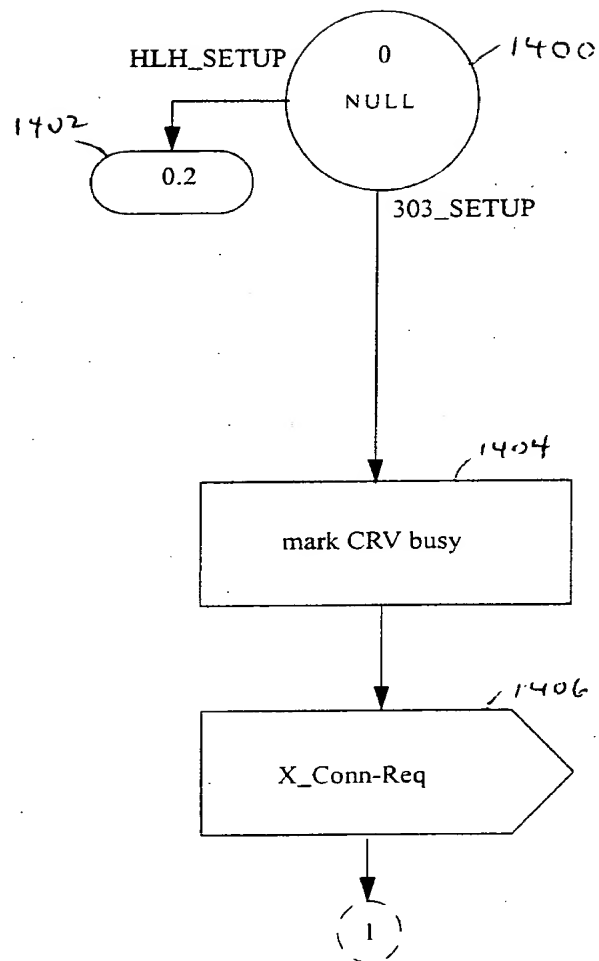 0
1400
HLH_SETUP
NULL
1402
0.2
303_SETUP
1404
mark CRV busy
1406
X_Conn-Req
1